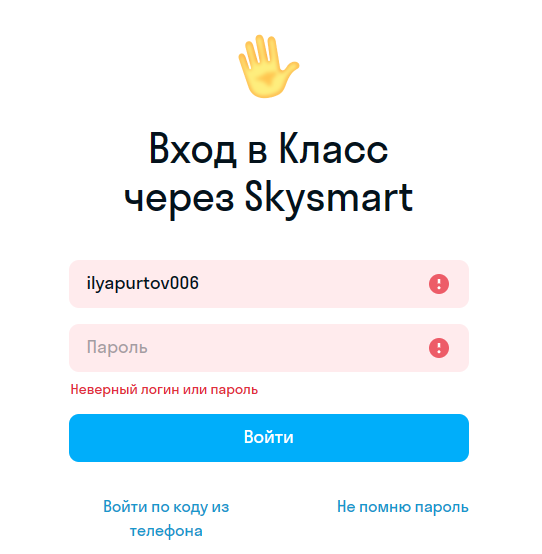 Вход в Класс
через Skysmart
ilyapurtov006
Пароль
Неверный логин или пароль
Войти
Войти по коду из
телефона
Не помню пароль